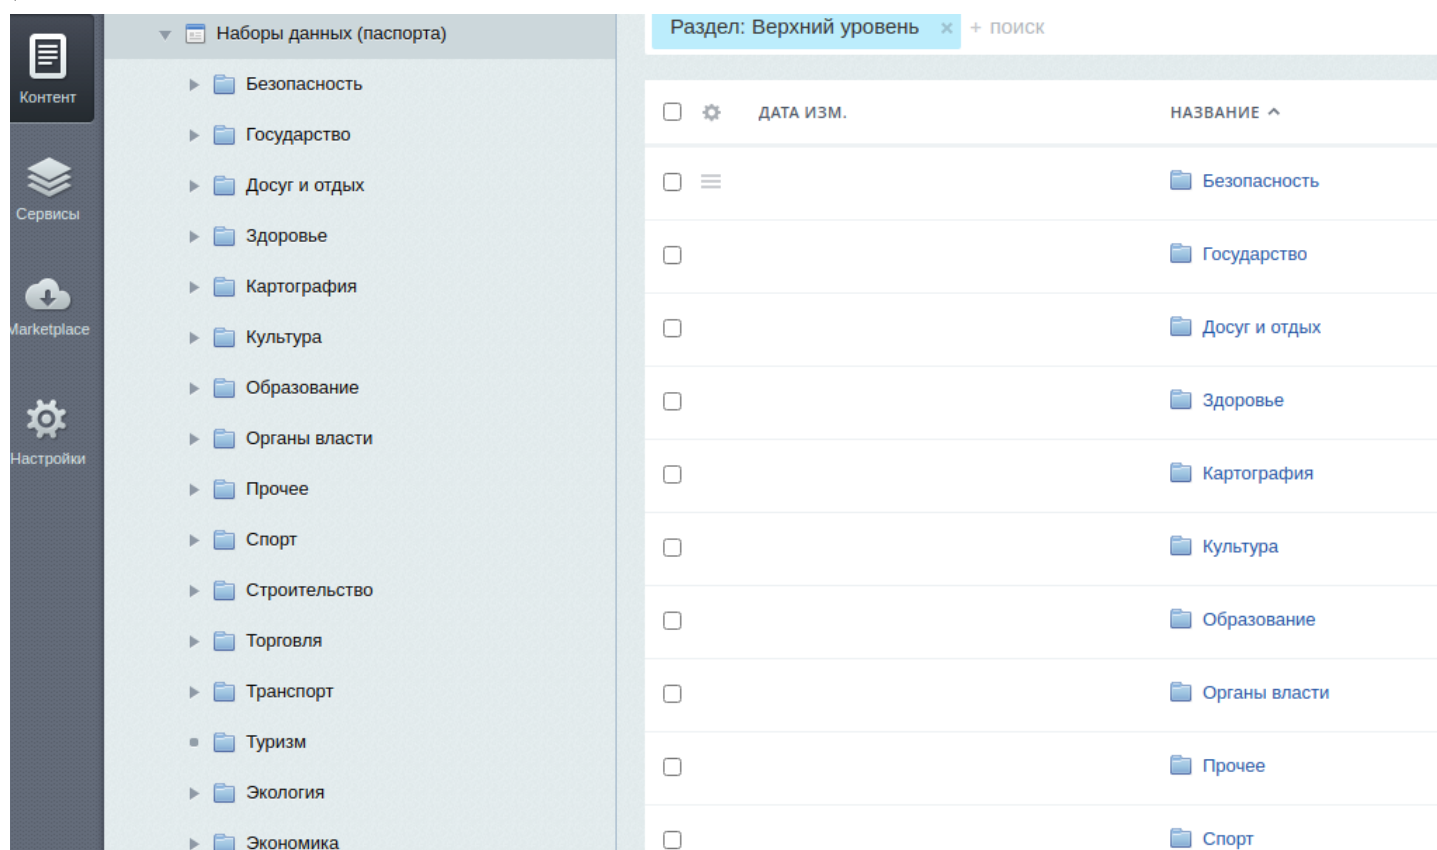 Контент
Сервисы
Marketplace
Настройки
Наборы данных (паспорта)
Безопасность
Государство
Досуг и отдых
Здоровье
Картография
Культура
Образование
Органы власти
Прочее
Спорт
Строительство
Торговля
Транспорт
Туризм
Экология
Экономика
Раздел: Верхний уровень × + поиск
ДАТА ИЗМ. НАЗВАНИЕ
Безопасность
Государство
Досуг и отдых
Здоровье
Картография
Культура
Образование
Органы власти
Прочее
Спорт